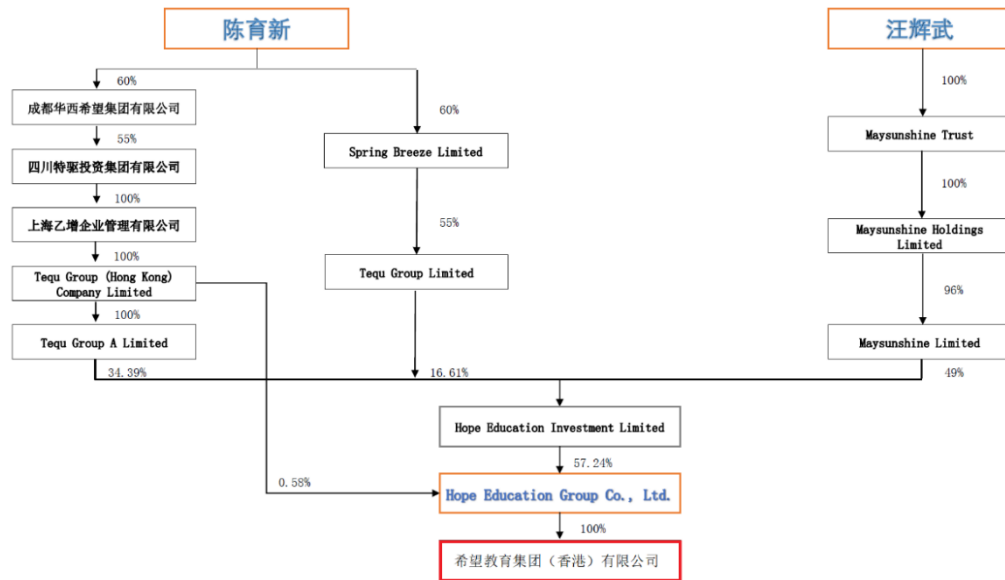 陈育新
汪辉武
60%
成都华西希望集团有限公司
55%
四川特驱投资集团有限公司
100%
上海乙增企业管理有限公司
100%
Tequ Group (Hong Kong)
Company Limited
100%
Tequ Group A Limited
34.39%
60%
Spring Breeze Limited
55%
Tequ Group Limited
16.61%
100%
Maysunshine Trust
100%
Maysunshine Holdings
Limited
96%
Maysunshine Limited
49%
Hope Education Investment Limited
57.24%
0.58%
Hope Education Group Co., Ltd.
100%
希望教育集团（香港）有限公司